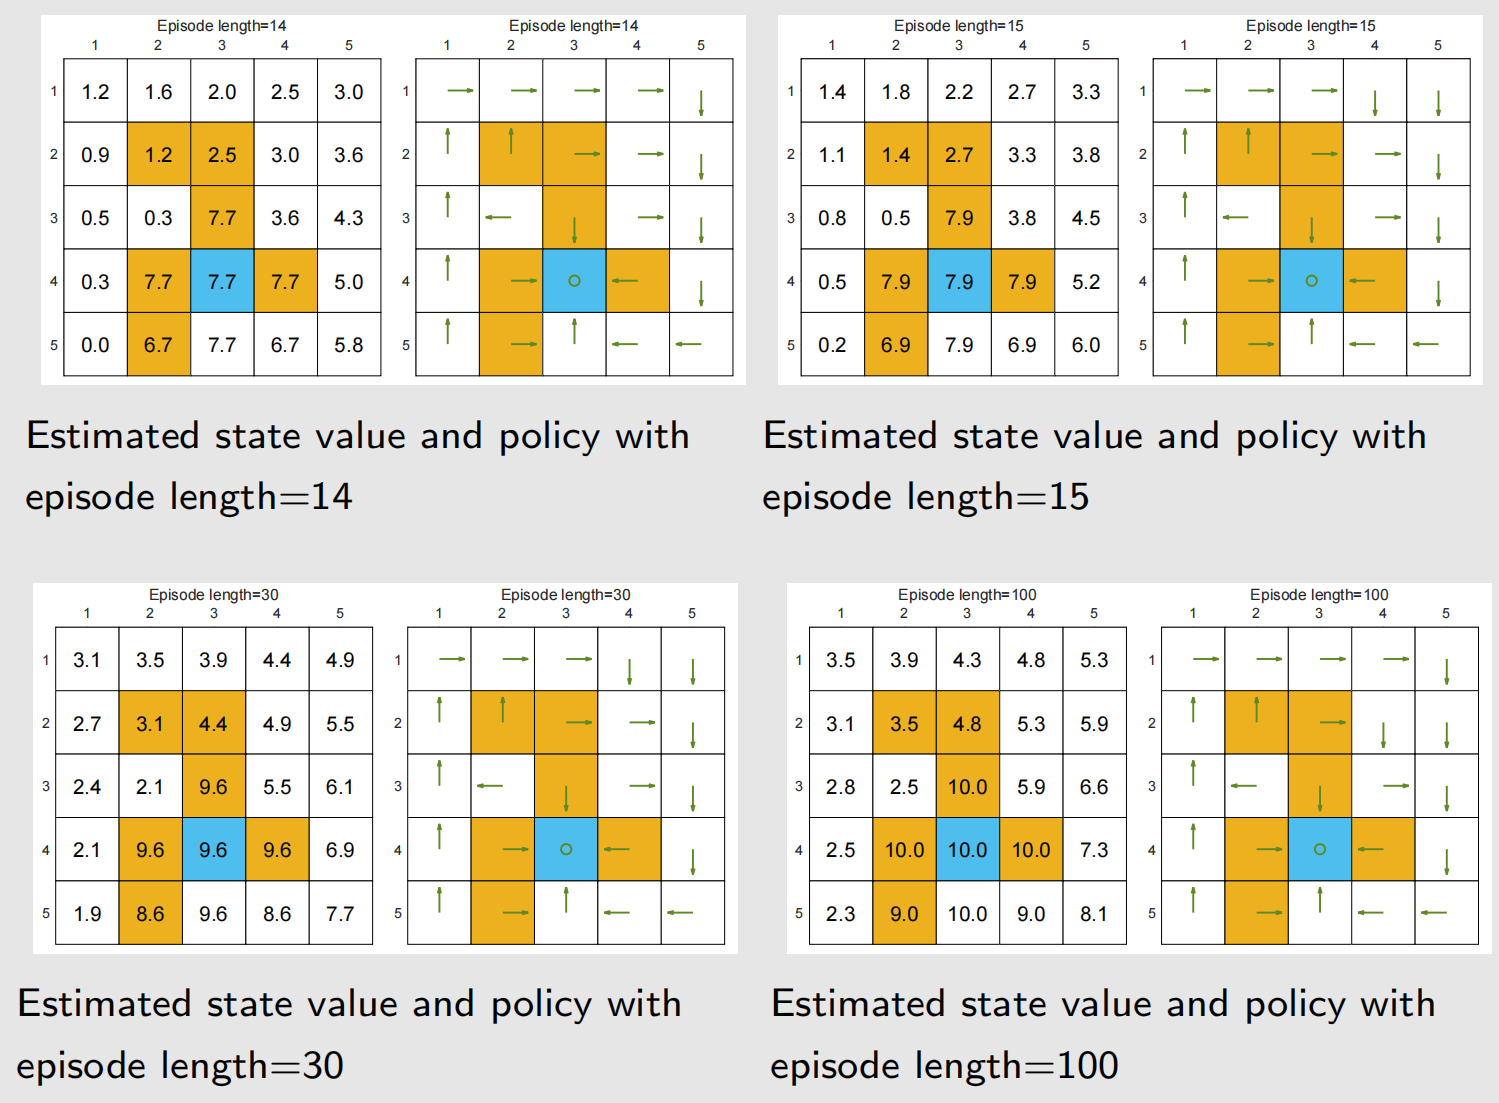 Episode length=14
1 2 3 4 5
1 1.2 1.6 2.0 2.5 3.0
2 0.9 1.2 2.5 3.0 3.6
3 0.5 0.3 7.7 3.6 4.3
4 0.3 7.7 7.7 7.7 5.0
5 0.0 6.7 7.7 6.7 5.8
Episode length=14
1 2 3 4 5
1
2
3
4
5
Estimated state value and policy with
episode length=14
Episode length=15
1 2 3 4 5
1 1.4 1.8 2.2 2.7 3.3
2 1.1 1.4 2.7 3.3 3.8
3 0.8 0.5 7.9 3.8 4.5
4 0.5 7.9 7.9 7.9 5.2
5 0.2 6.9 7.9 6.9 6.0
Episode length=15
1 2 3 4 5
1
2
3
4
5
Estimated state value and policy with
episode length=15
Episode length=30
1 2 3 4 5
1 3.1 3.5 3.9 4.4 4.9
2 2.7 3.1 4.4 4.9 5.5
3 2.4 2.1 9.6 5.5 6.1
4 2.1 9.6 9.6 9.6 6.9
5 1.9 8.6 9.6 8.6 7.7
Episode length=30
1 2 3 4 5
1
2
3
4
5
Estimated state value and policy with
episode length=30
Episode length=100
1 2 3 4 5
1 3.5 3.9 4.3 4.8 5.3
2 3.1 3.5 4.8 5.3 5.9
3 2.8 2.5 10.0 5.9 6.6
4 2.5 10.0 10.0 10.0 7.3
5 2.3 9.0 10.0 9.0 8.1
Episode length=100
1 2 3 4 5
1
2
3
4
5
Estimated state value and policy with
episode length=100